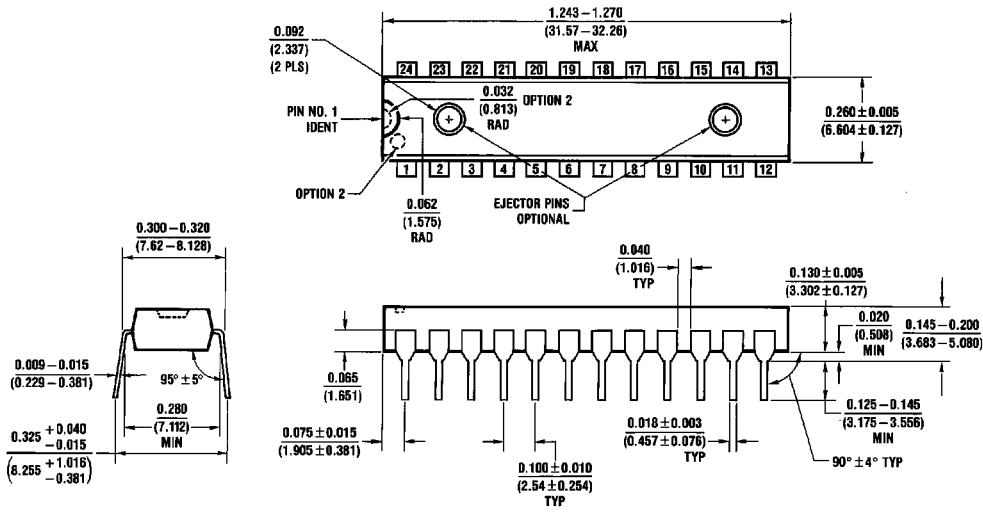 1.243–1.270
(31.57–32.26)
MAX
0.092
(2.337)
(2 PLS)
24 23 22 21 20 19 18 17 16 15 14 13
0.032
(0.813)
RAD
OPTION 2
PIN NO. 1
IDENT
0.260±0.005
(6.604±0.127)
1 2 3 4 5 6 7 8 9 10 11 12
OPTION 2
0.062
(1.575)
RAD
EJECTOR PINS
OPTIONAL
0.300–0.320
(7.62–8.128)
0.040
(1.016)
TYP
0.130±0.005
(3.302±0.127)
0.020
(0.508)
MIN
0.145–0.200
(3.683–5.080)
0.009–0.015
(0.229–0.381)
95°±5°
0.280
(7.112)
MIN
0.065
(1.651)
0.325 +0.040
−0.015
(8.255 +1.016
−0.381)
0.075±0.015
(1.905±0.381)
0.100±0.010
(2.54±0.254)
TYP
0.018±0.003
(0.457±0.076)
TYP
0.125–0.145
(3.175–3.556)
MIN
90°±4° TYP